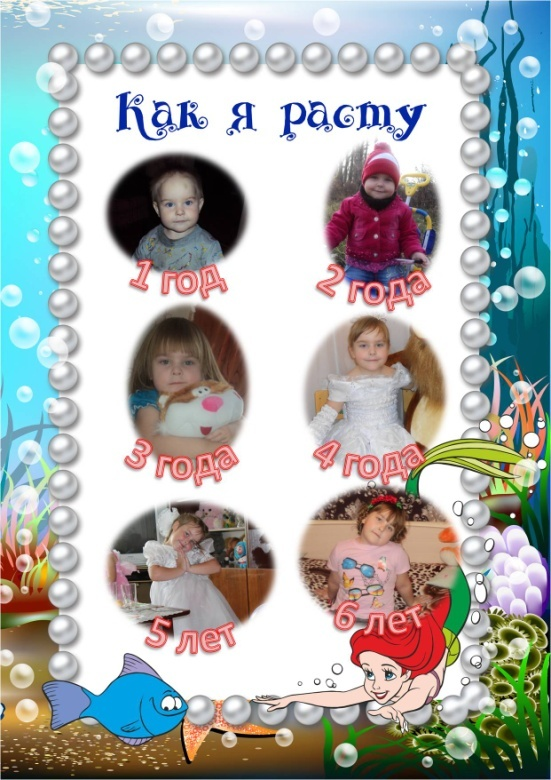 Как я расту
1 год
2 года
3 года
4 года
5 лет
6 лет